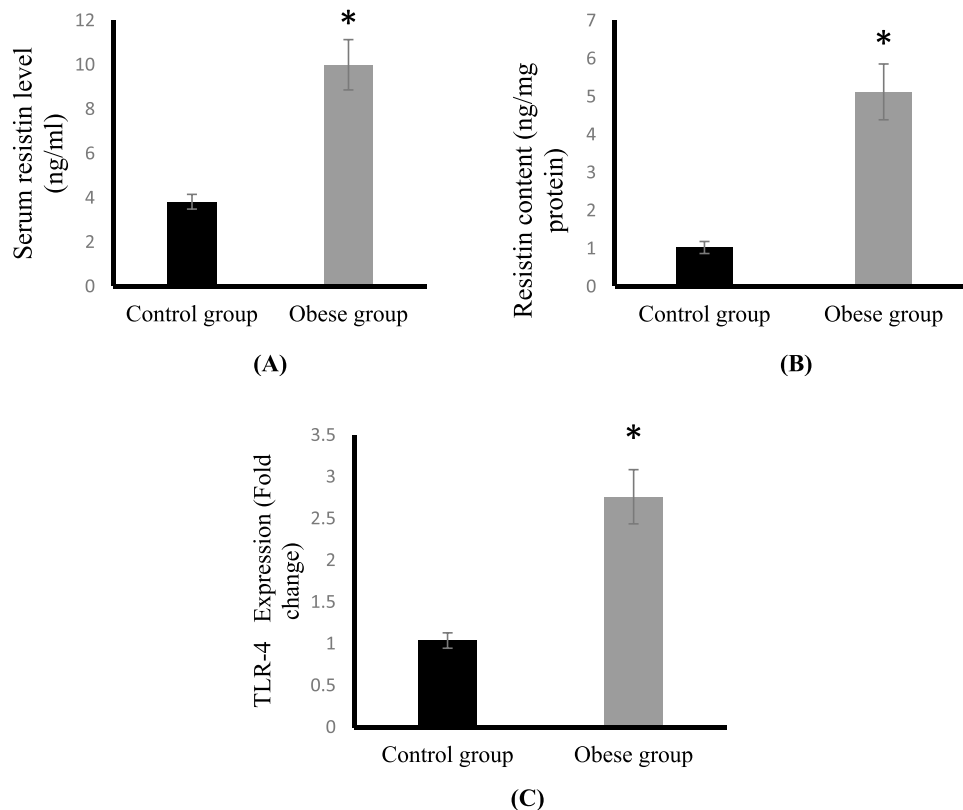 Serum resistin level
(ng/ml)
12
10
8
6
4
2
0
*
Control group
Obese group
(A)
Resistin content (ng/mg
protein)
7
6
5
4
3
2
1
0
*
Control group
Obese group
(B)
TLR-4 Expression (Fold
change)
3.5
3
2.5
2
1.5
1
0.5
0
*
Control group
Obese group
(C)